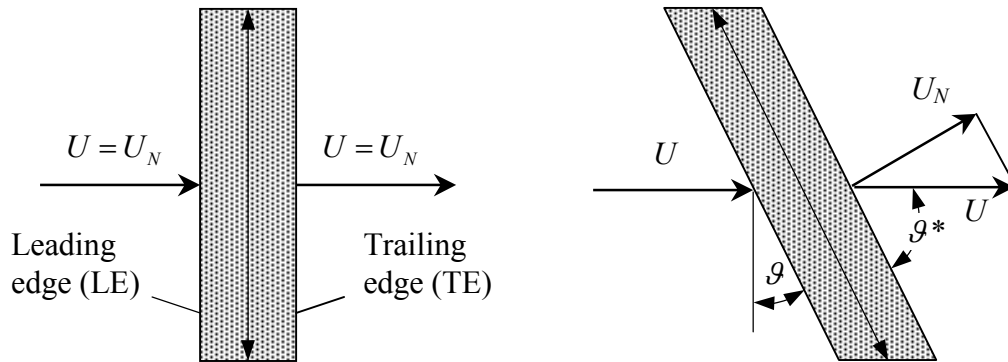 U = U_N
U = U_N
Leading
edge (LE)
Trailing
edge (TE)
U
U_N
U
ϑ*
ϑ